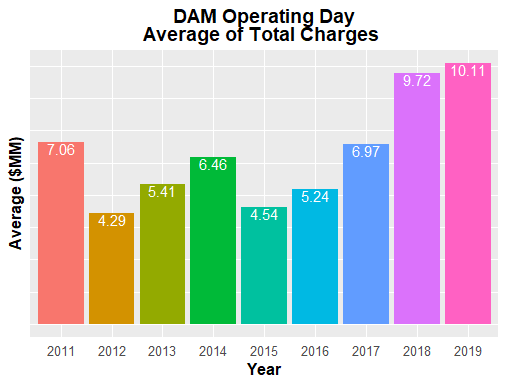 DAM Operating Day
Average of Total Charges
Average ($MM)
7.06
4.29
5.41
6.46
4.54
5.24
6.97
9.72
10.11
2011 2012 2013 2014 2015 2016 2017 2018 2019
Year